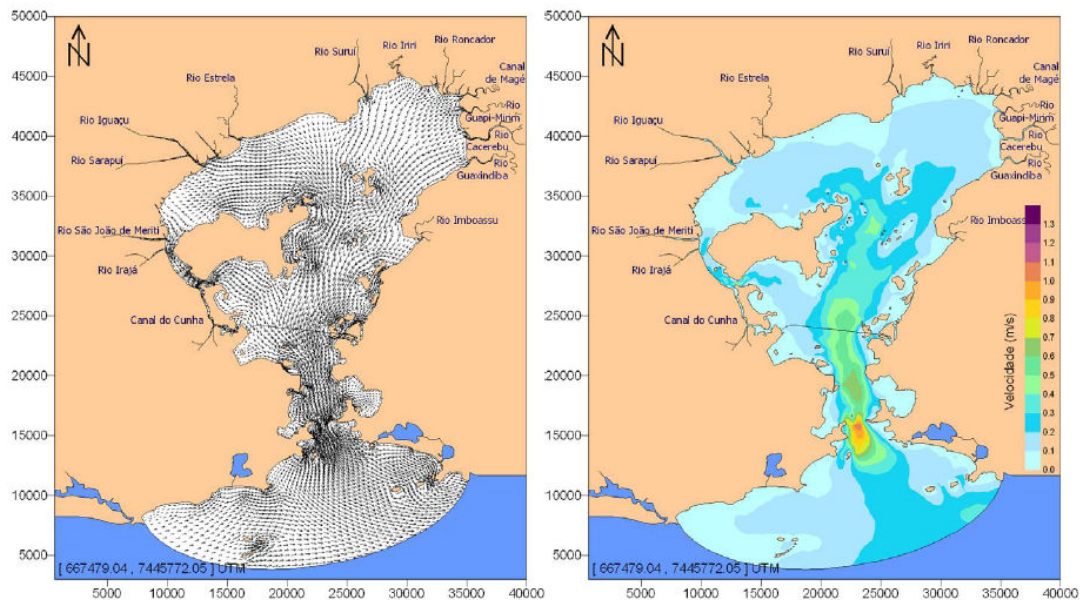 50000
45000
40000
35000
30000
25000
20000
15000
10000
5000
N
Rio Suruí
Rio Iriri
Rio Roncador
Canal
de Magé
Rio Estrela
Rio
Guapi-Mirim
Rio Iguaçu
Rio
Cacerebu
Rio Sarapuí
Rio
Guaxindiba
Rio Imboassu
Rio São João de Meriti
Rio Irajá
Canal do Cunha
[ 667479.04 , 7445772.05 ] UTM
5000 10000 15000 20000 25000 30000 35000 40000
50000
45000
40000
35000
30000
25000
20000
15000
10000
5000
N
Rio Suruí
Rio Iriri
Rio Roncador
Canal
de Magé
Rio Estrela
Rio
Guapi-Mirim
Rio Iguaçu
Rio
Cacerebu
Rio Sarapuí
Rio
Guaxindiba
Rio Imboass
Rio São João de Meriti
Rio Irajá
Canal do Cunha
Velocidade (m/s)
1.3
1.2
1.1
1.0
0.9
0.8
0.7
0.6
0.5
0.4
0.3
0.2
0.1
0.0
[ 667479.04 , 7445772.05 ] UTM
5000 10000 15000 20000 25000 30000 35000 40000